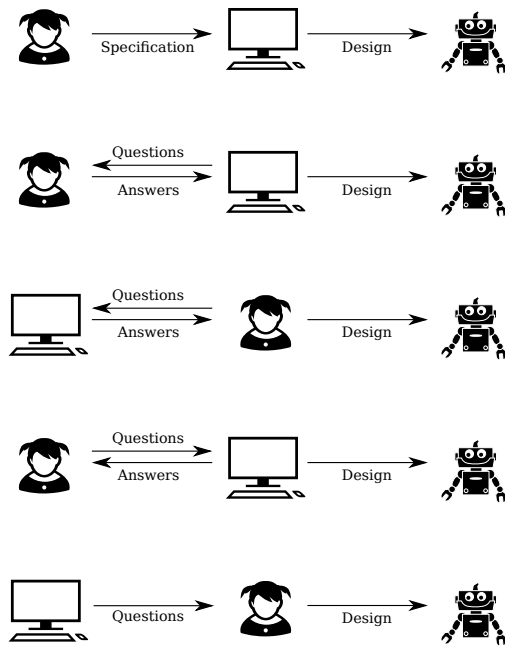 Specification
Design
Questions
Answers
Design
Questions
Answers
Design
Questions
Answers
Design
Questions
Design